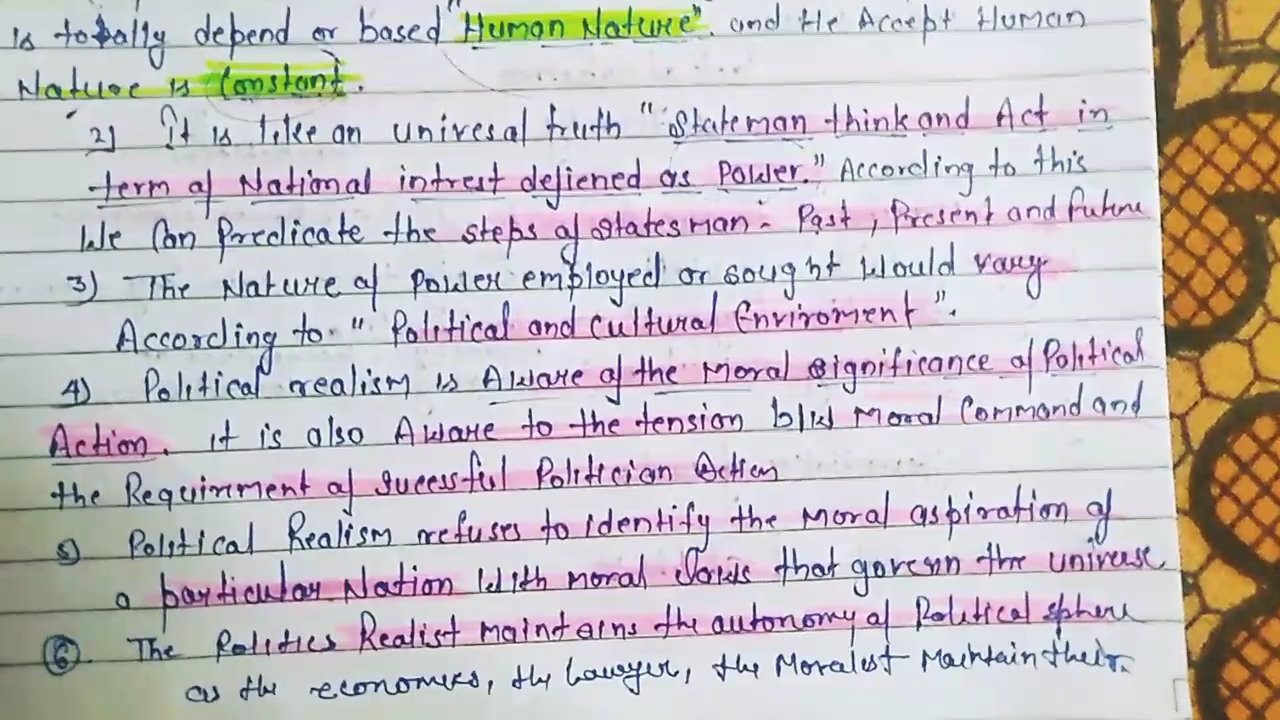 is totally depend or based "Human Nature". and He Accept Human
Nature is Constant.
2) It is like an univesal truth "Stateman think and Act in
term of National intrest defiened as Power." According to this
We Can Predicate the steps of statesman - Past, Present and future
3) The Nature of Power employed or sought Would vary
According to "Political and cultural Enviroment".
4) Political realism is Aware of the moral significance of Political
Action. it is also Aware to the tension b/w moral Command and
the Requirment of sucessful Politician Action
5) Political Realism refuses to identify the moral aspiration of
a particular Nation With moral laws that govern the universe
6. The Politics Realist maintains the autonomy of Political sphere
as the economics, the lawyer, the Moralist Maintain their.